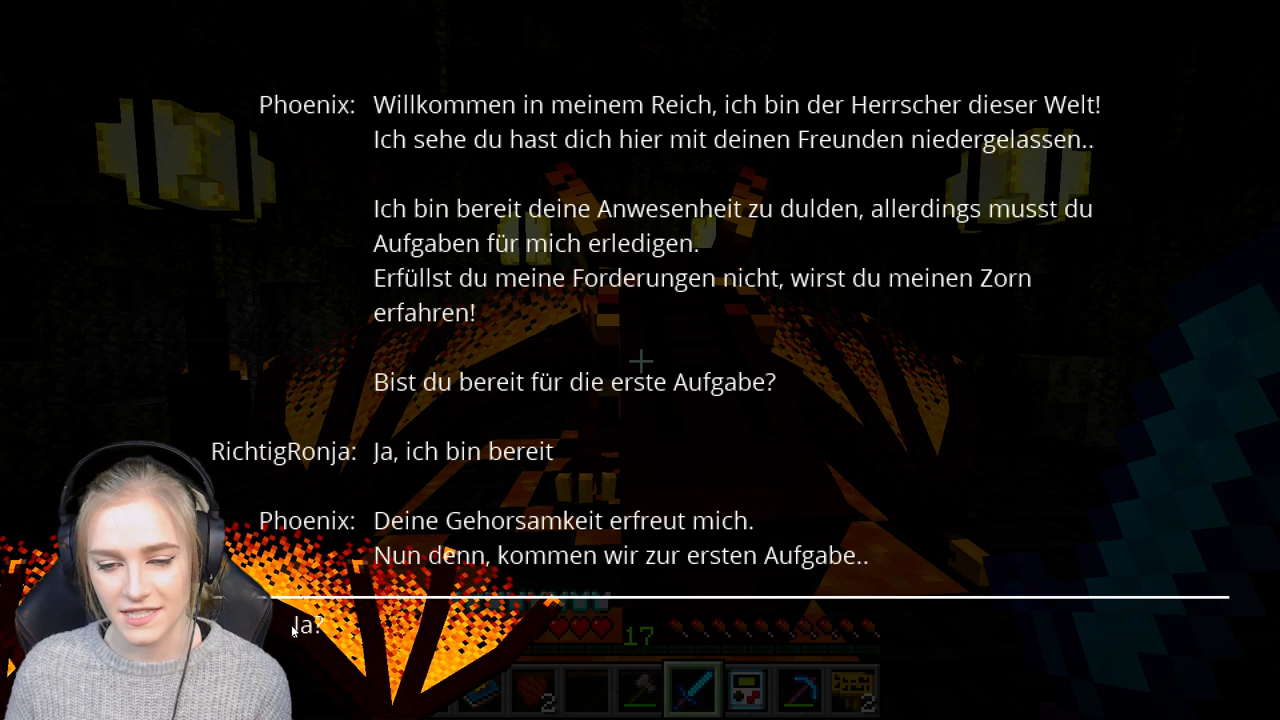 Phoenix: Willkommen in meinem Reich, ich bin der Herrscher dieser Welt!
Ich sehe du hast dich hier mit deinen Freunden niedergelassen..
Ich bin bereit deine Anwesenheit zu dulden, allerdings musst du
Aufgaben für mich erledigen.
Erfüllst du meine Forderungen nicht, wirst du meinen Zorn
erfahren!
Bist du bereit für die erste Aufgabe?
RichtigRonja: Ja, ich bin bereit
Phoenix: Deine Gehorsamkeit erfreut mich.
Nun denn, kommen wir zur ersten Aufgabe..
Ja?
17
2
2